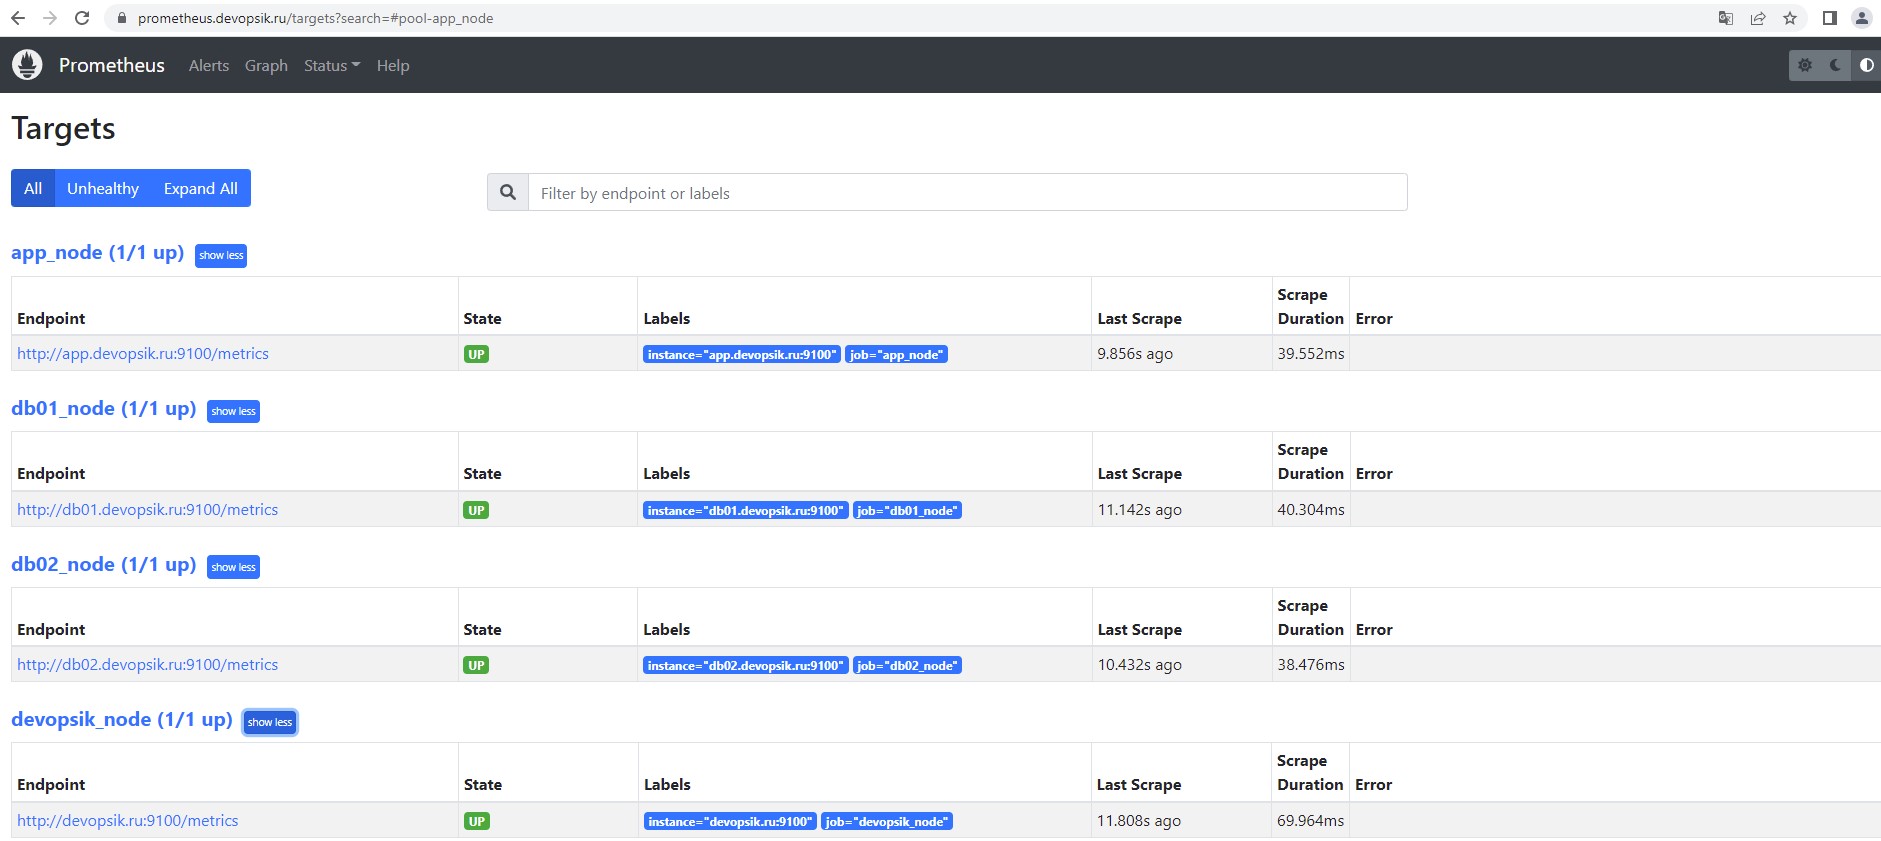 prometheus.devopsik.ru/targets?search=#pool-app_node
Prometheus Alerts Graph Status Help
Targets
All Unhealthy Expand All
Filter by endpoint or labels
app_node (1/1 up) show less
Endpoint State Labels Last Scrape Scrape Duration Error
http://app.devopsik.ru:9100/metrics UP instance="app.devopsik.ru:9100" job="app_node" 9.856s ago 39.552ms
db01_node (1/1 up) show less
Endpoint State Labels Last Scrape Scrape Duration Error
http://db01.devopsik.ru:9100/metrics UP instance="db01.devopsik.ru:9100" job="db01_node" 11.142s ago 40.304ms
db02_node (1/1 up) show less
Endpoint State Labels Last Scrape Scrape Duration Error
http://db02.devopsik.ru:9100/metrics UP instance="db02.devopsik.ru:9100" job="db02_node" 10.432s ago 38.476ms
devopsik_node (1/1 up) show less
Endpoint State Labels Last Scrape Scrape Duration Error
http://devopsik.ru:9100/metrics UP instance="devopsik.ru:9100" job="devopsik_node" 11.808s ago 69.964ms